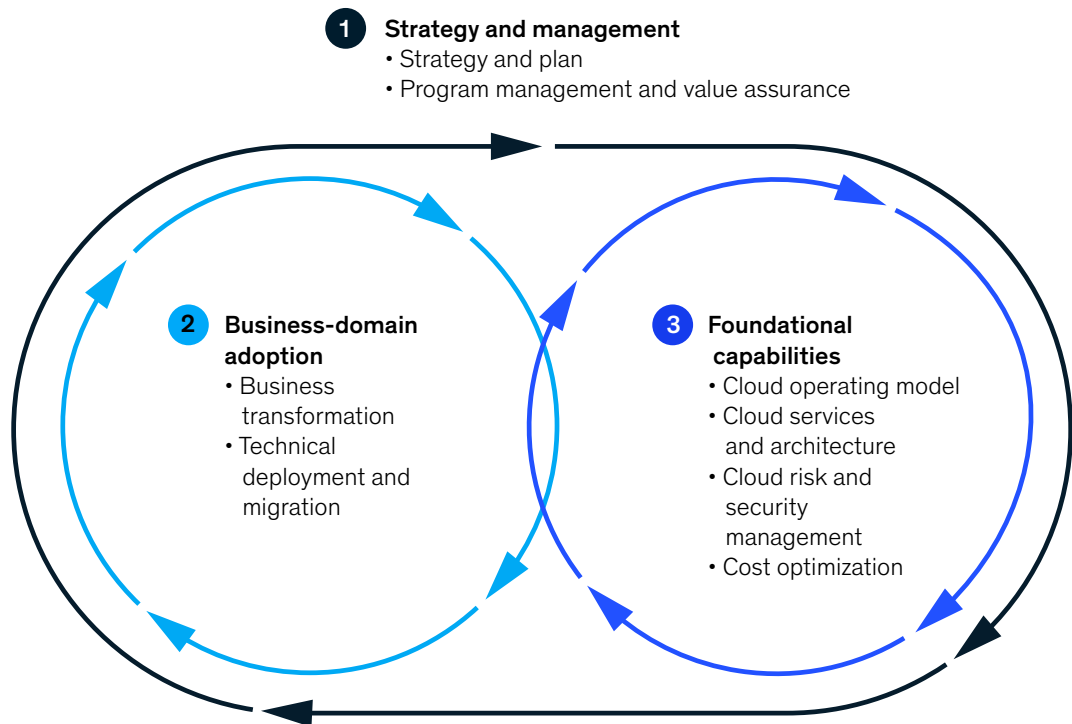 1 Strategy and management
• Strategy and plan
• Program management and value assurance
2 Business-domain
adoption
• Business
transformation
• Technical
deployment and
migration
3 Foundational
capabilities
• Cloud operating model
• Cloud services
and architecture
• Cloud risk and
security
management
• Cost optimization